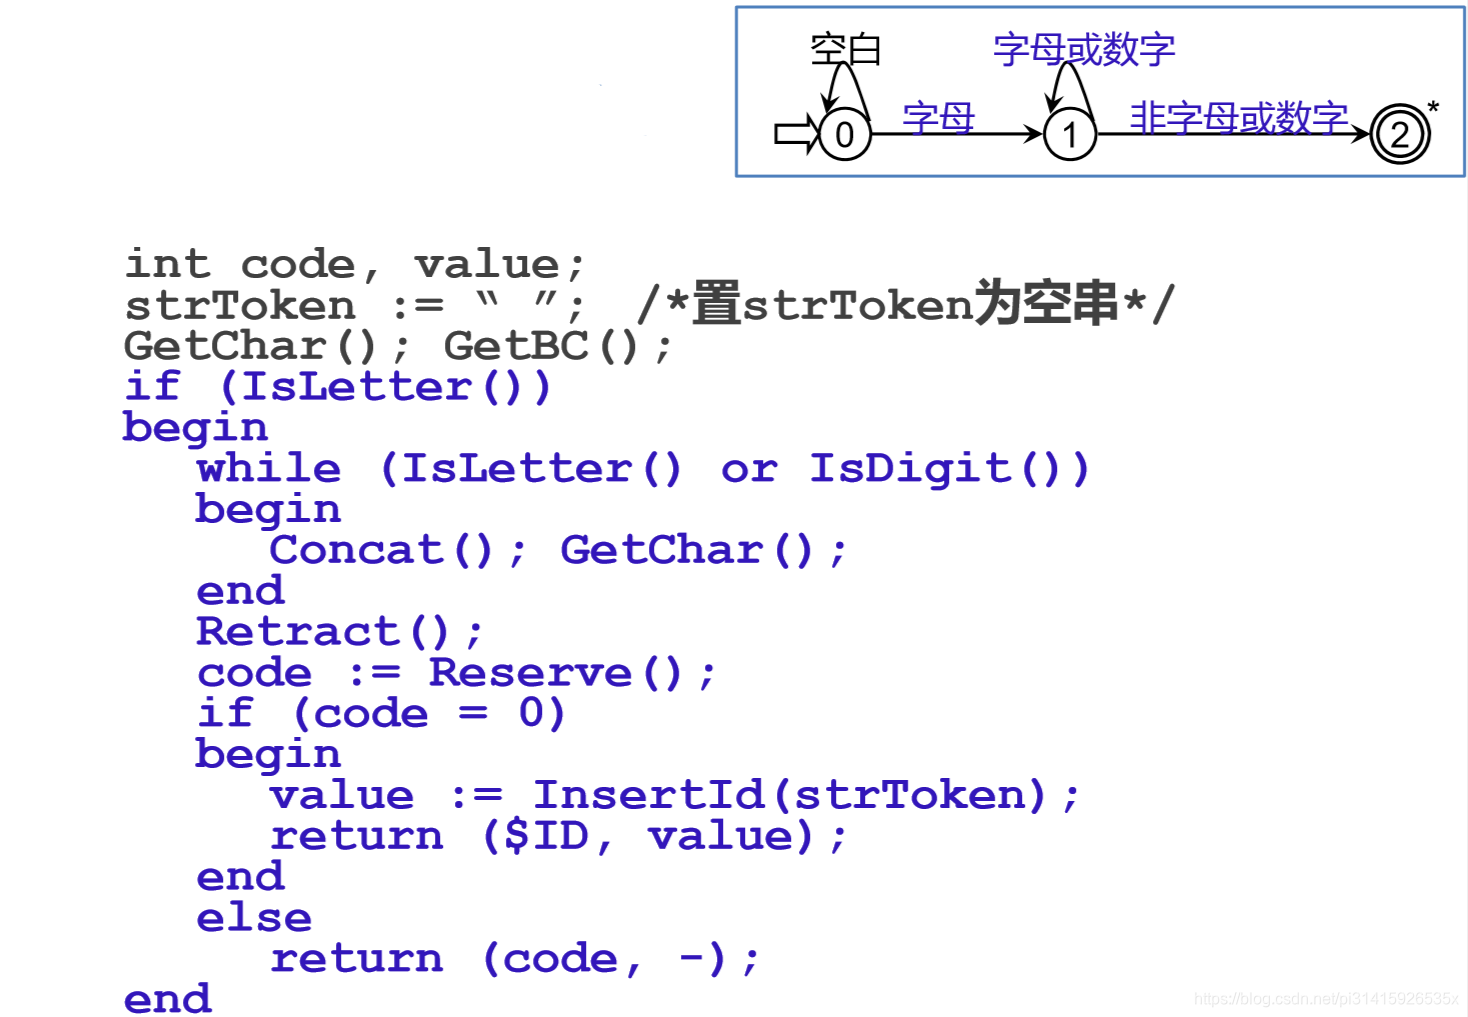 空白 字母或数字
字母 非字母或数字 *
0 1 2
int code, value;
strToken := “ ”; /*置strToken为空串*/
GetChar(); GetBC();
if (IsLetter())
begin
while (IsLetter() or IsDigit())
begin
Concat(); GetChar();
end
Retract();
code := Reserve();
if (code = 0)
begin
value := InsertId(strToken);
return ($ID, value);
end
else
return (code, -);
end
https://blog.csdn.net/pi31415926535x